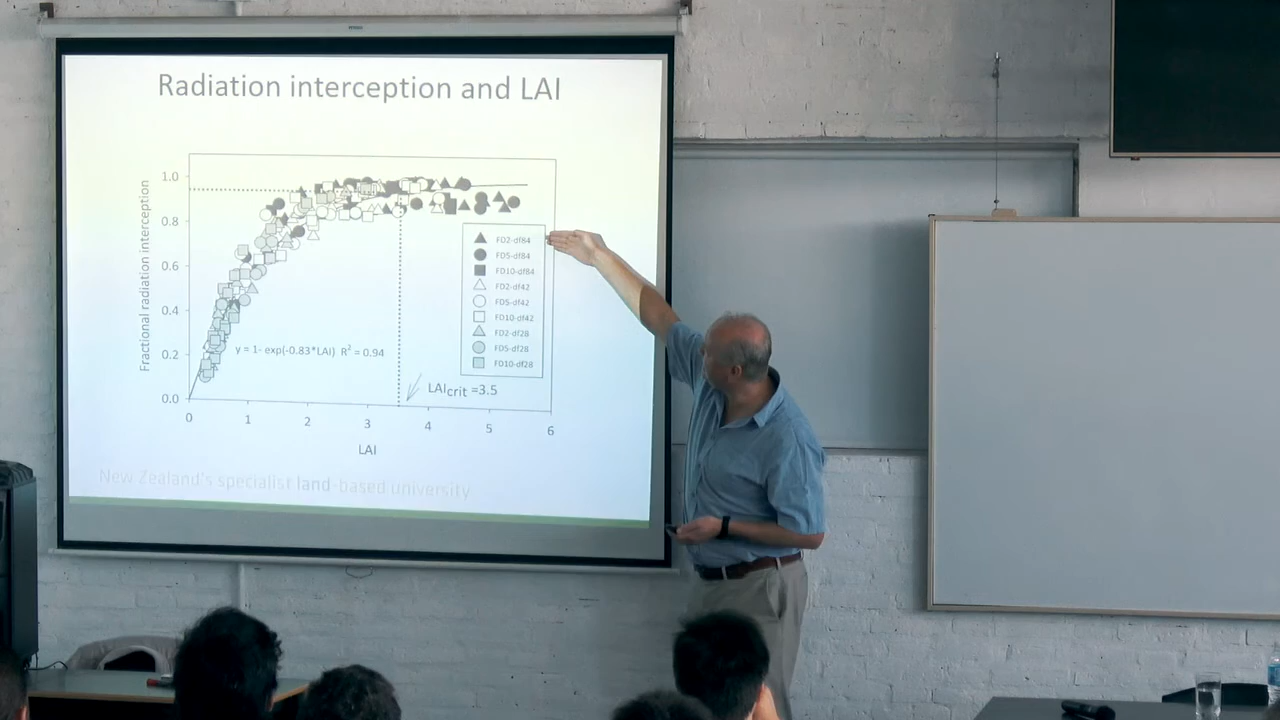 Radiation interception and LAI
Fractional radiation interception
1.0
0.8
0.6
0.4
0.2
0.0
FD2-df84
FD5-df84
FD10-df84
FD2-df42
FD5-df42
FD10-df42
FD2-df28
FD5-df28
FD10-df28
y = 1- exp(-0.83*LAI) R² = 0.94
LAIcrit =3.5
0 1 2 3 4 5 6
LAI
New Zealand's specialist land-based university